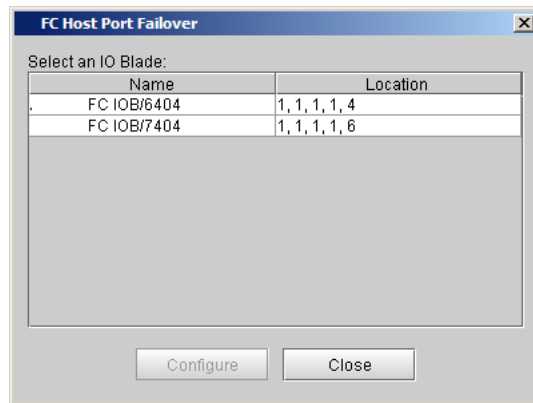 FC Host Port Failover
Select an IO Blade:
Name Location
. FC IOB/6404 1, 1, 1, 1, 4
FC IOB/7404 1, 1, 1, 1, 6
Configure Close